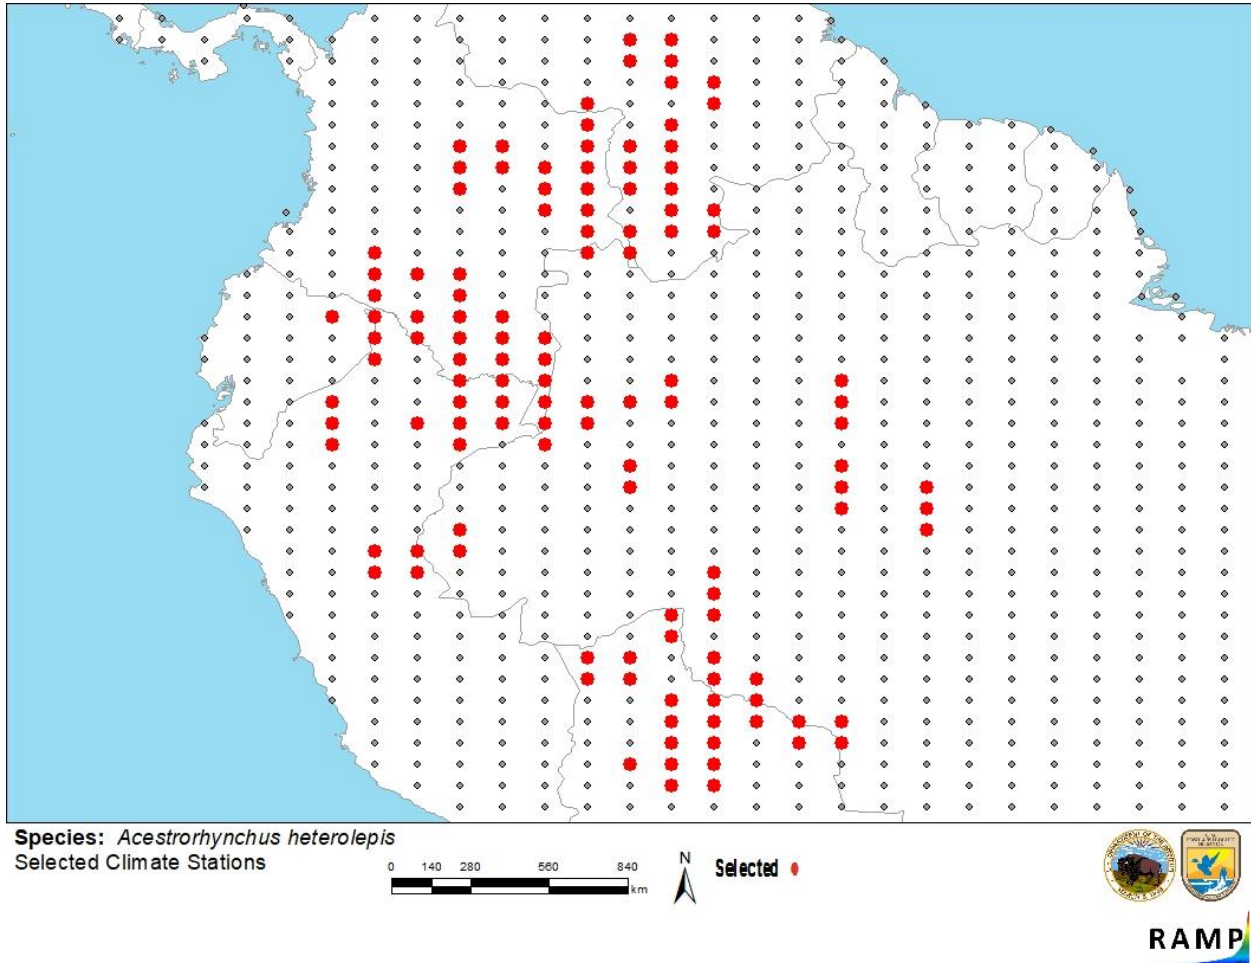 Species: Acestrorhynchus heterolepis
Selected Climate Stations
0 140 280 560 840
km
N
Selected
RAMP